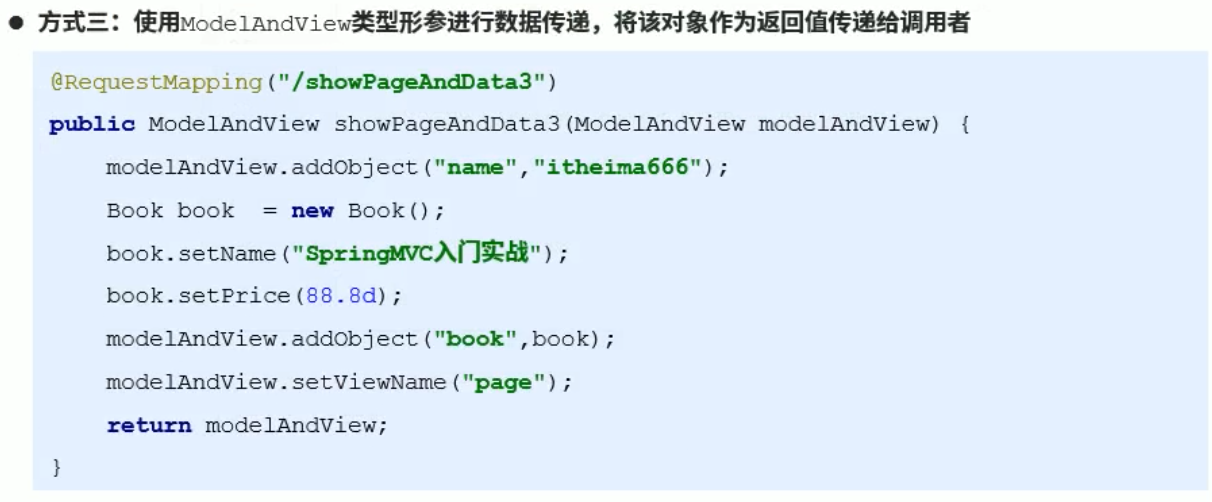 ● 方式三：使用ModelAndView类型形参进行数据传递，将该对象作为返回值传递给调用者
@RequestMapping("/showPageAndData3")
public ModelAndView showPageAndData3(ModelAndView modelAndView) {
    modelAndView.addObject("name","itheima666");
    Book book  = new Book();
    book.setName("SpringMVC入门实战");
    book.setPrice(88.8d);
    modelAndView.addObject("book",book);
    modelAndView.setViewName("page");
    return modelAndView;
}